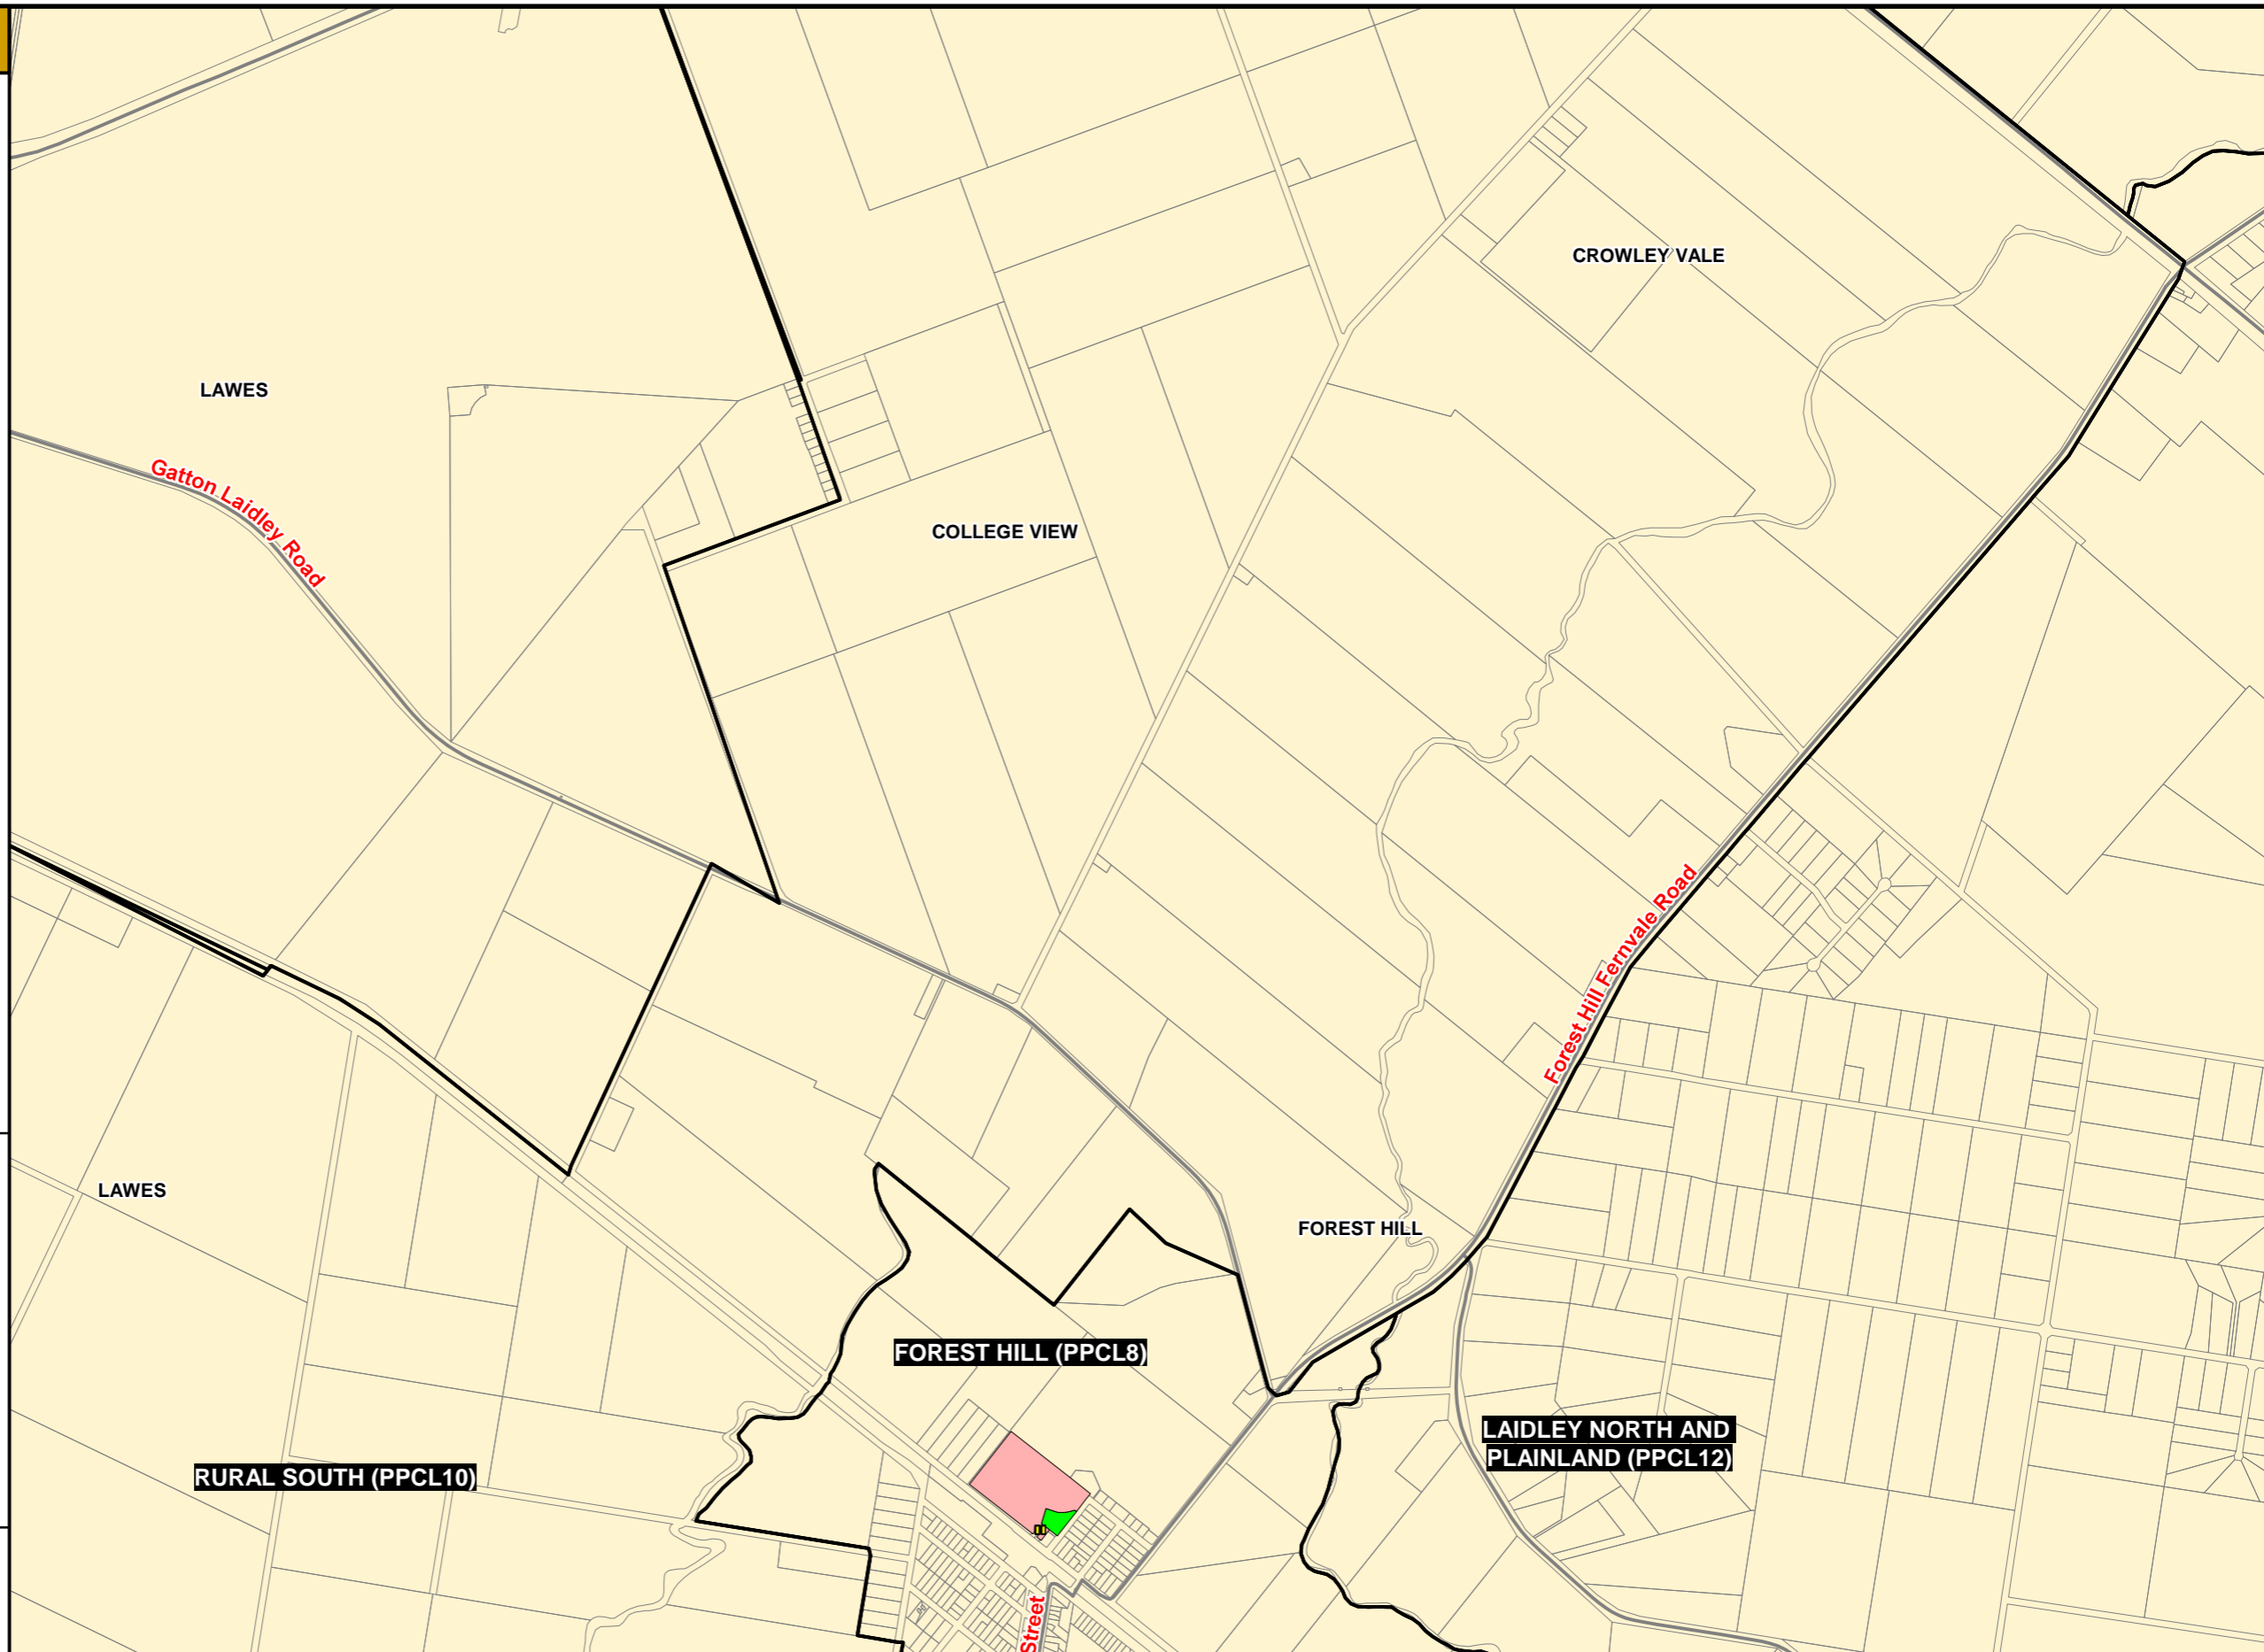 CROWLEY VALE
LAWES
Gatton Laidley Road
COLLEGE VIEW
Forest Hill Fernvale Road
LAWES
FOREST HILL
FOREST HILL (PPCL8)
LAIDLEY NORTH AND
PLAINLAND (PPCL12)
RURAL SOUTH (PPCL10)
Street